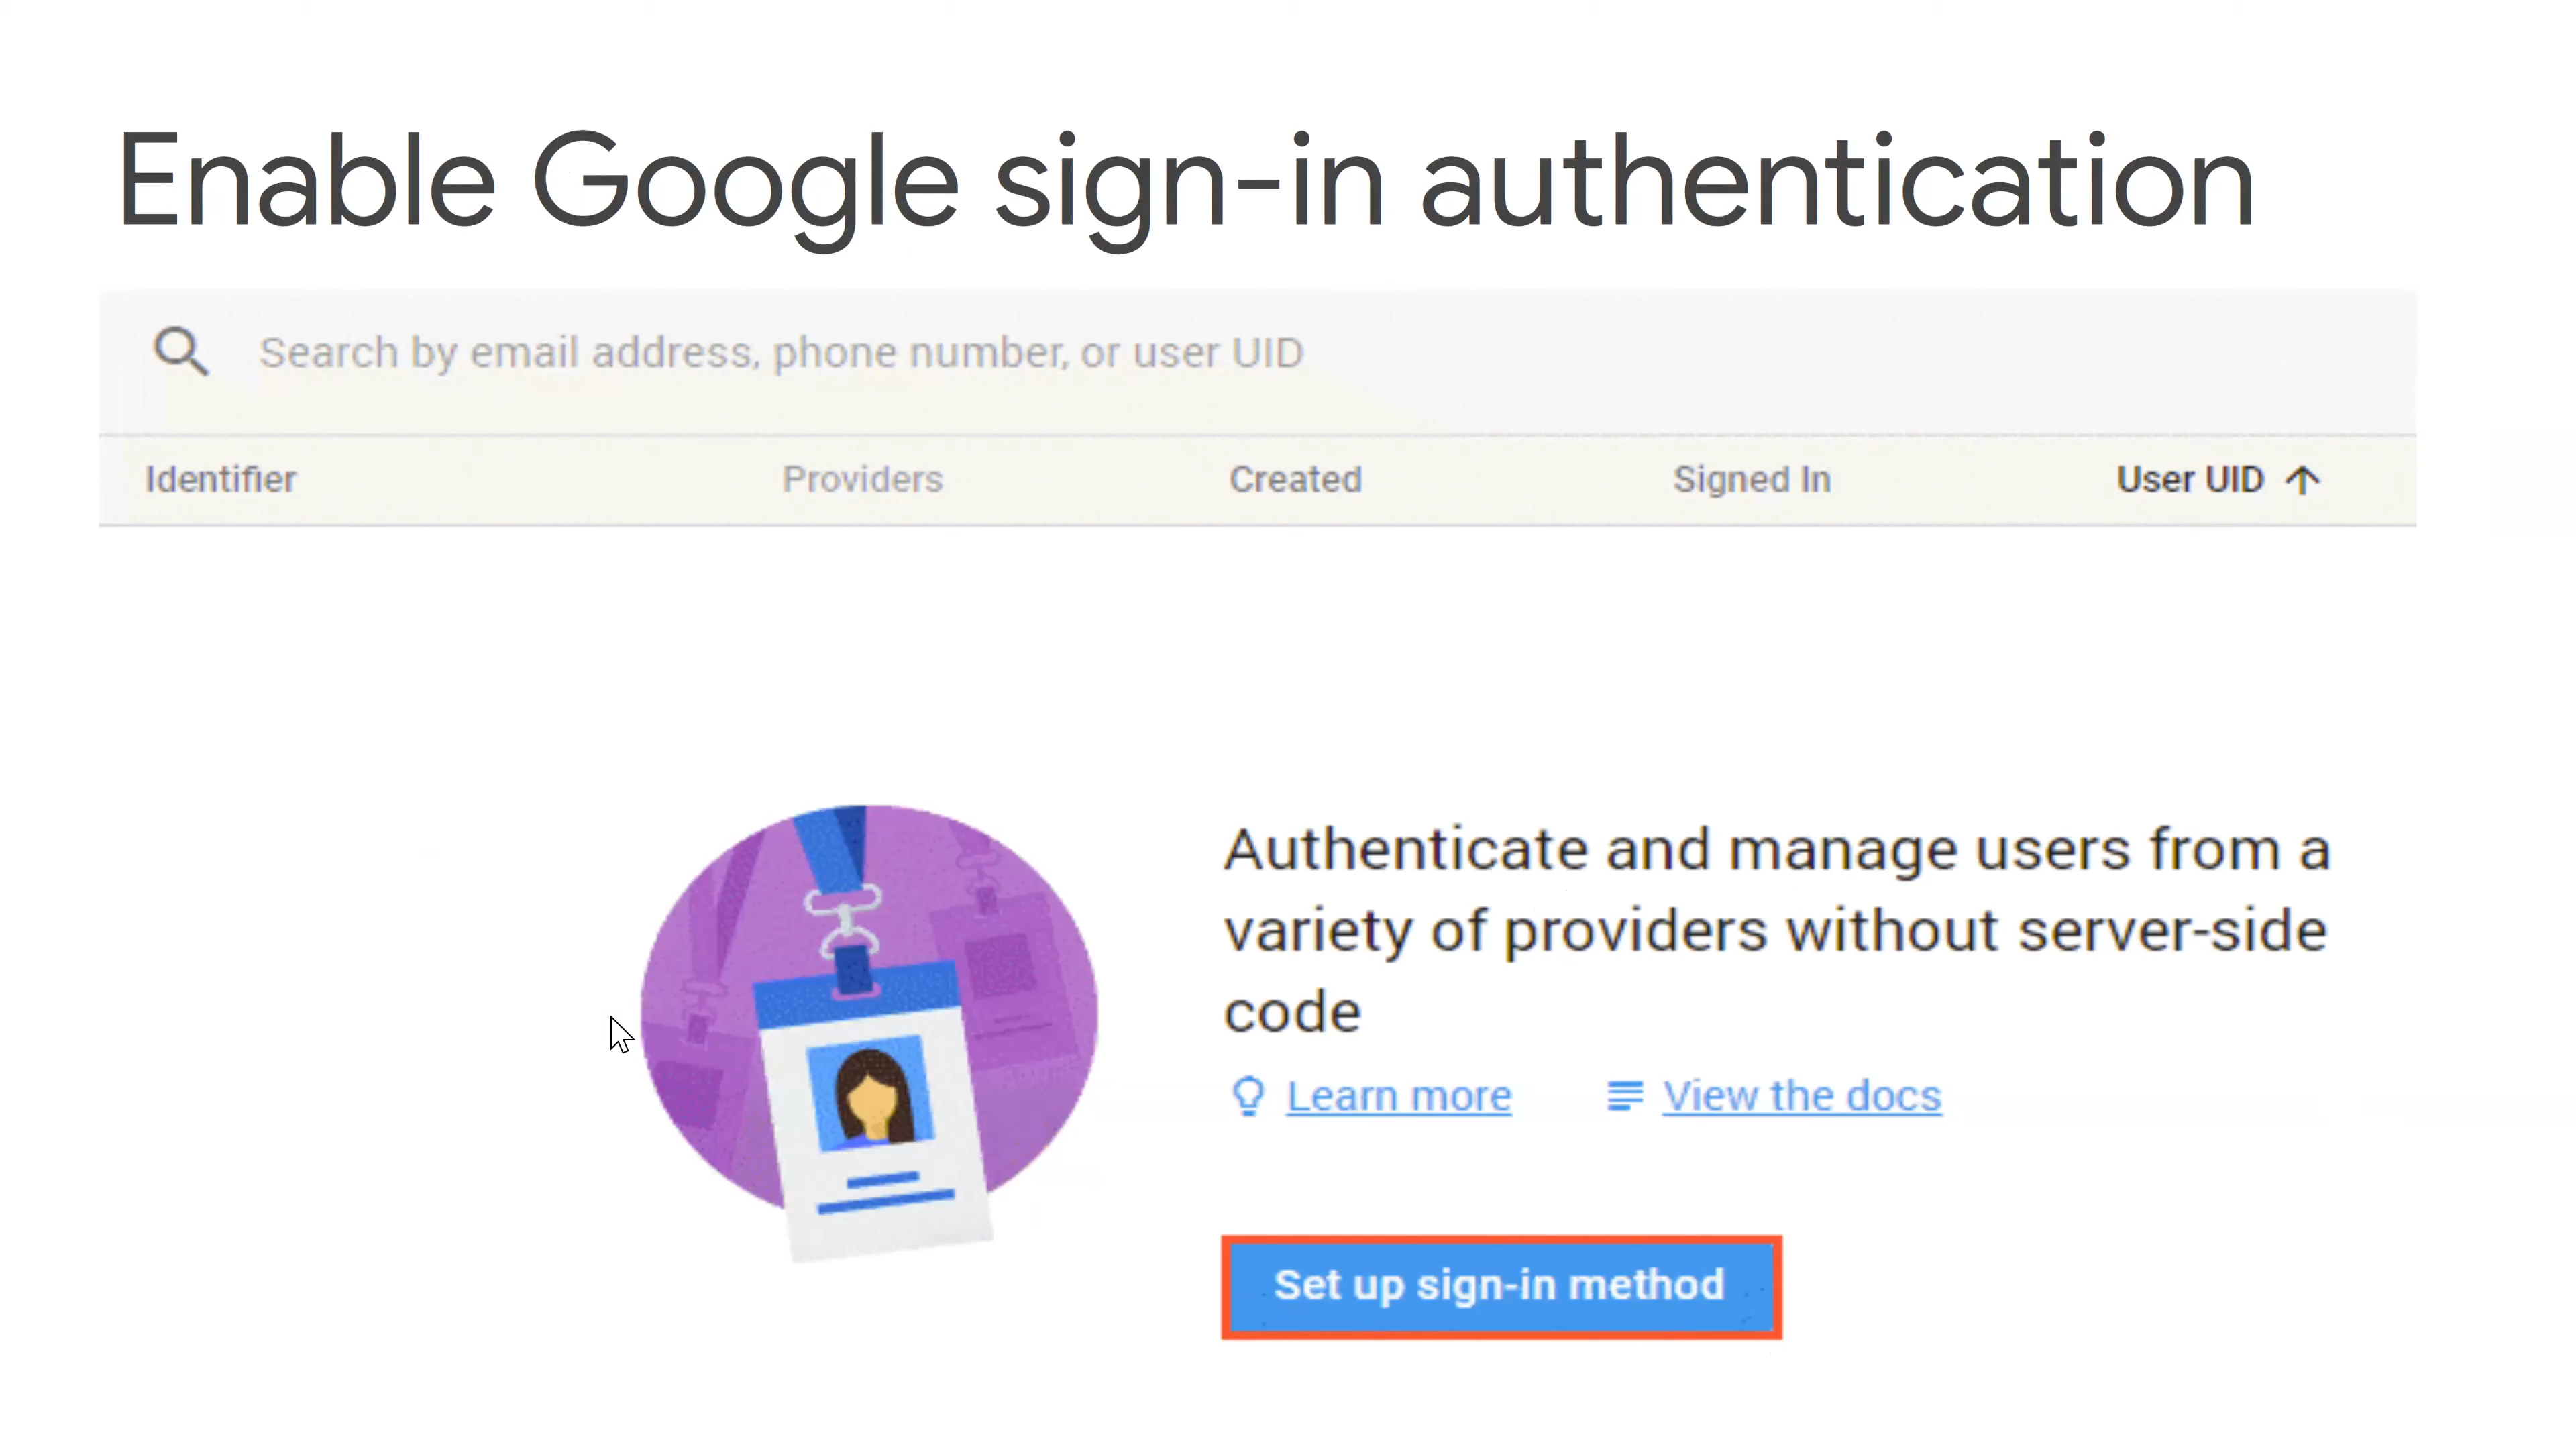 Enable Google sign-in authentication
Search by email address, phone number, or user UID
Identifier Providers Created Signed In User UID
Authenticate and manage users from a
variety of providers without server-side
code
Learn more View the docs
Set up sign-in method